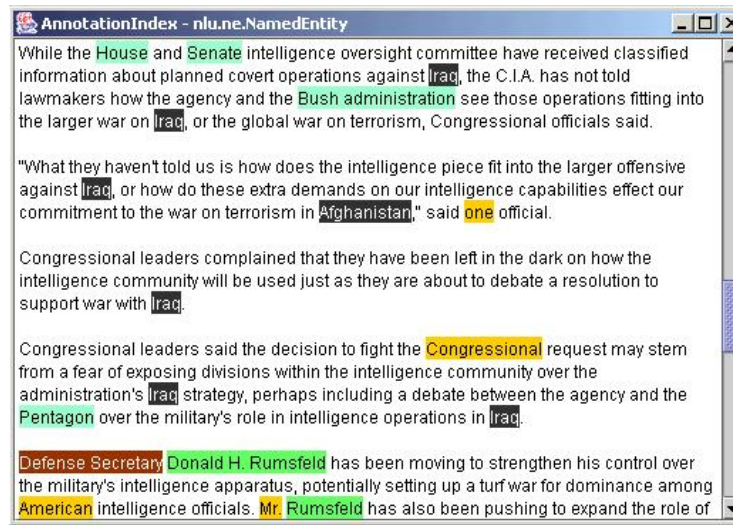 AnnotationIndex - nlu.ne.NamedEntity
While the House and Senate intelligence oversight committee have received classified
information about planned covert operations against Iraq, the C.I.A. has not told
lawmakers how the agency and the Bush administration see those operations fitting into
the larger war on Iraq, or the global war on terrorism, Congressional officials said.
"What they haven't told us is how does the intelligence piece fit into the larger offensive
against Iraq, or how do these extra demands on our intelligence capabilities effect our
commitment to the war on terrorism in Afghanistan," said one official.
Congressional leaders complained that they have been left in the dark on how the
intelligence community will be used just as they are about to debate a resolution to
support war with Iraq.
Congressional leaders said the decision to fight the Congressional request may stem
from a fear of exposing divisions within the intelligence community over the
administration's Iraq strategy, perhaps including a debate between the agency and the
Pentagon over the military's role in intelligence operations in Iraq.
Defense Secretary Donald H. Rumsfeld has been moving to strengthen his control over
the military's intelligence apparatus, potentially setting up a turf war for dominance among
American intelligence officials. Mr. Rumsfeld has also been pushing to expand the role of